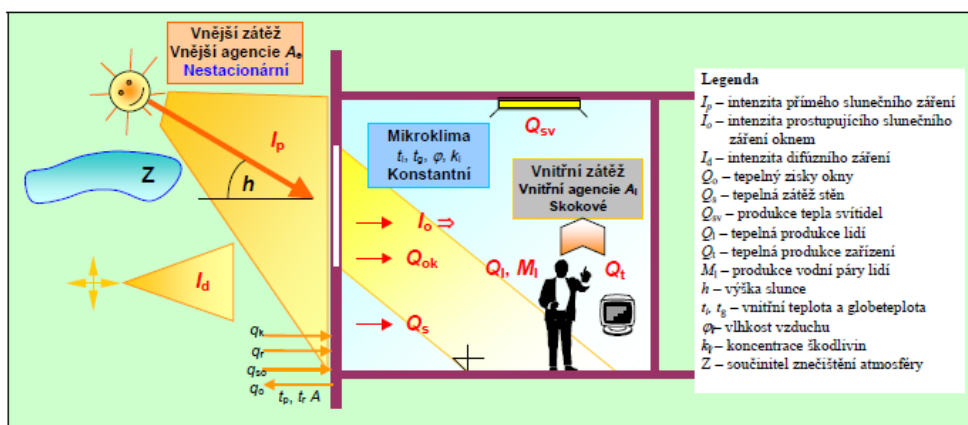 Vnější zátěž
Vnější agencie Ae
Nestacionární
Ip
h
Z
Id
qk
qr
qso
qo
tp, tr A
Qsv
Mikroklima
ti, tg, φ, ki
Konstantní
Vnitřní zátěž
Vnitřní agencie Ai
Skokové
Io ⇒
Qok
Qs
Ql, Ml
Qt
Legenda
Ip – intenzita přímého slunečního záření
Io – intenzita prostupujícího slunečního
záření oknem
Id – intenzita difúzního záření
Qo – tepelný zisky okny
Qs – tepelná zátěž stěn
Qsv – produkce tepla svítidel
Ql – tepelná produkce lidí
Qt – tepelná produkce zařízení
Ml – produkce vodní páry lidí
h – výška slunce
ti, tg – vnitřní teplota a globeteplota
φi – vlhkost vzduchu
ki – koncentrace škodlivin
Z – součinitel znečištění atmosféry